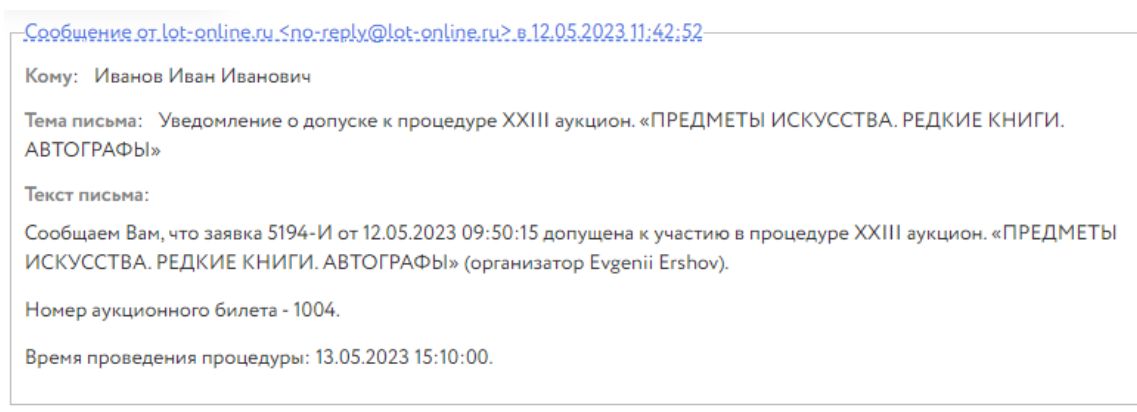 Сообщение от lot-online.ru <no-reply@lot-online.ru> в 12.05.2023 11:42:52
Кому: Иванов Иван Иванович
Тема письма: Уведомление о допуске к процедуре XXIII аукцион. «ПРЕДМЕТЫ ИСКУССТВА. РЕДКИЕ КНИГИ.
АВТОГРАФЫ»
Текст письма:
Сообщаем Вам, что заявка 5194-И от 12.05.2023 09:50:15 допущена к участию в процедуре XXIII аукцион. «ПРЕДМЕТЫ
ИСКУССТВА. РЕДКИЕ КНИГИ. АВТОГРАФЫ» (организатор Evgenii Ershov).
Номер аукционного билета - 1004.
Время проведения процедуры: 13.05.2023 15:10:00.